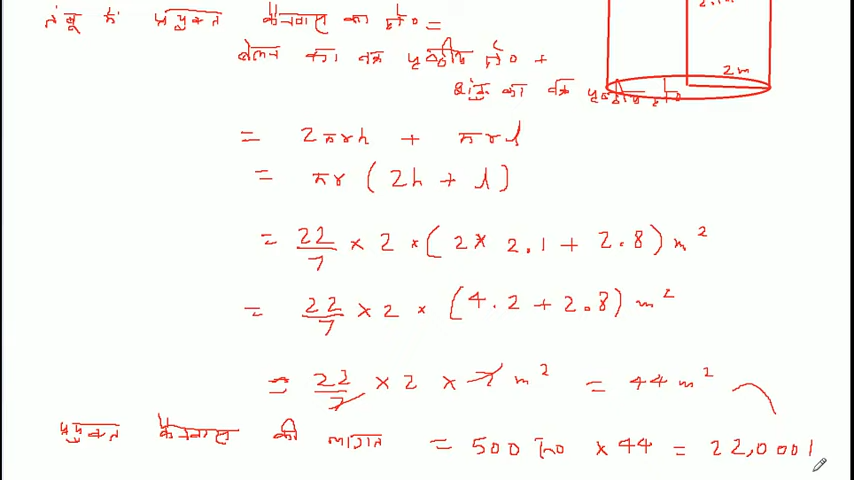 तंबू में प्रयुक्त कैनवास का क्षे० =
2.1m
बेलन का वक्र पृष्ठीय क्षे० +
2m
शंकु का वक्र पृष्ठीय क्षे०
= 2πrh + πrl
= πr (2h + l)
= 22/7 × 2 × (2× 2.1 + 2.8) m²
= 22/7 × 2 × (4.2 + 2.8) m²
= 22/7 × 2 × 7 m² = 44 m²
प्रयुक्त कैनवास की लागत = 500 रू० × 44 = 22,000।